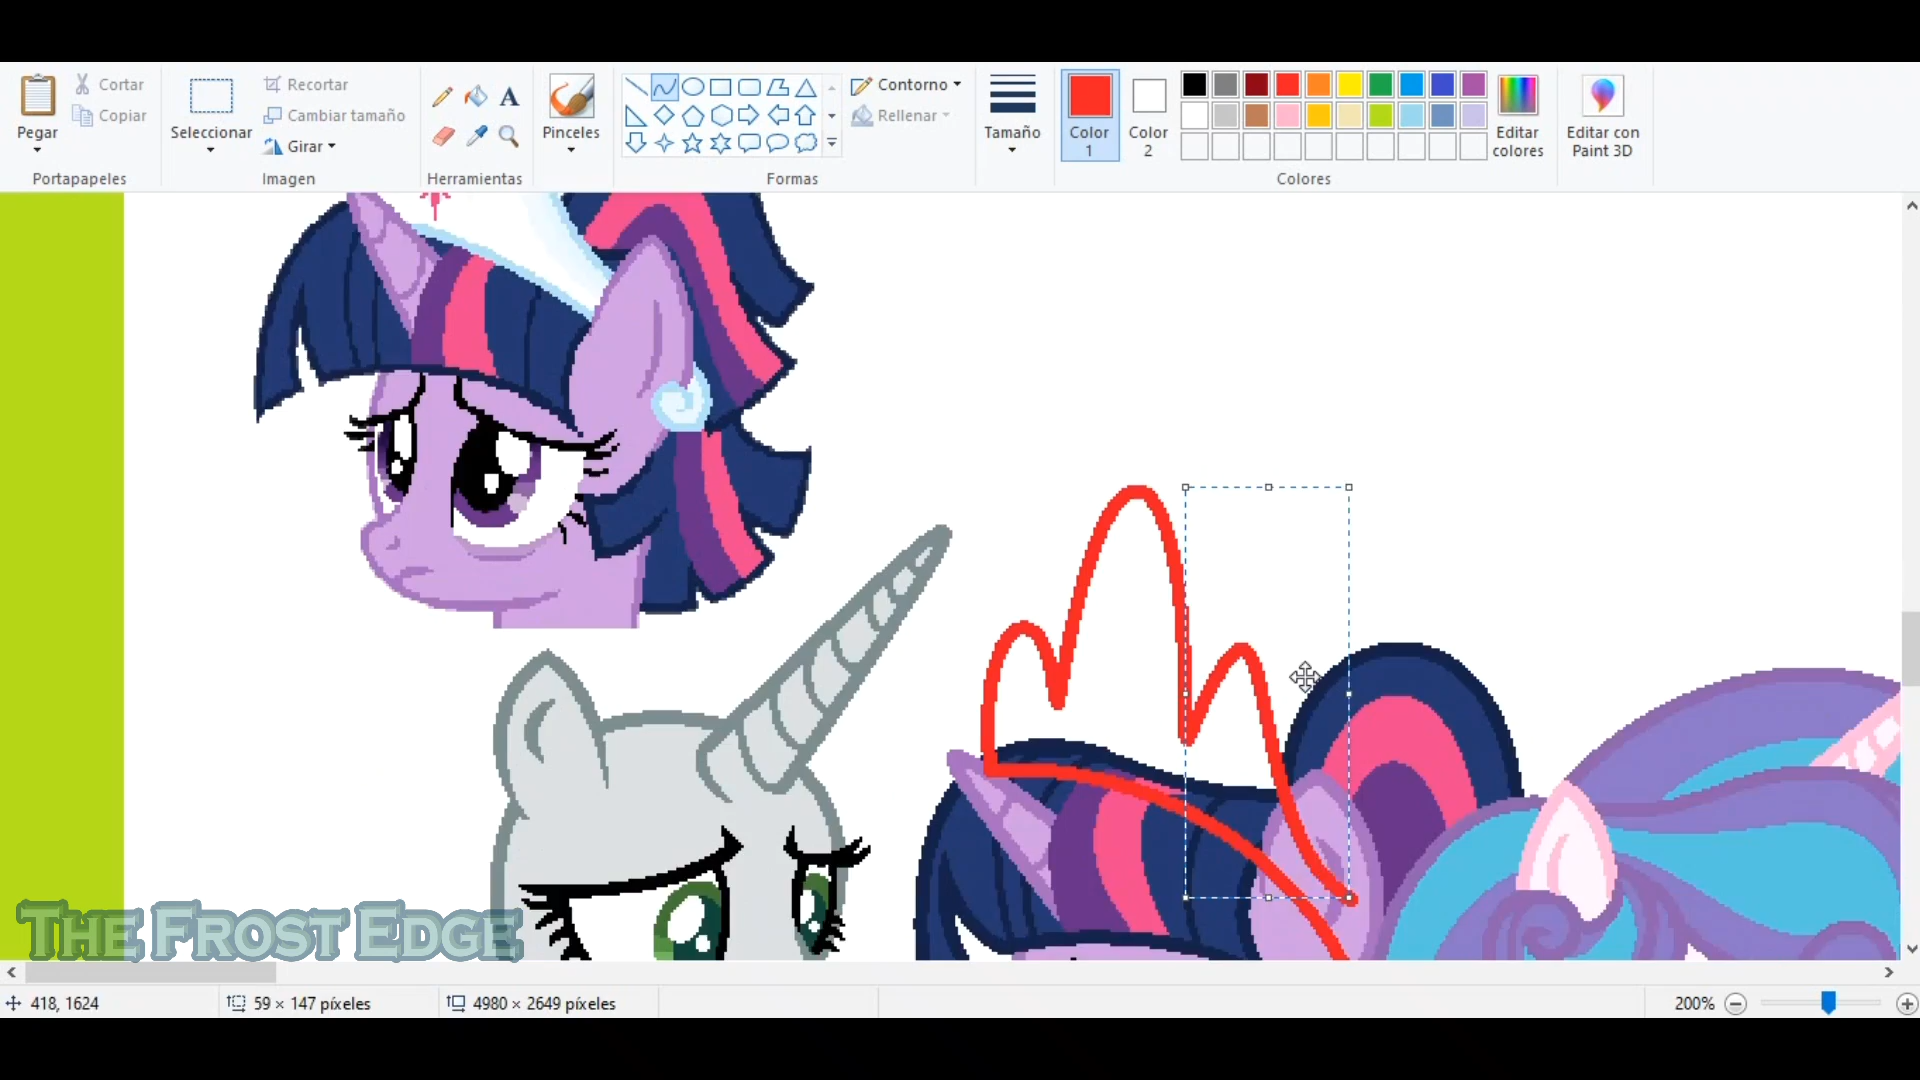 Pegar
Cortar
Copiar
Portapapeles
Seleccionar
Recortar
Cambiar tamaño
Girar
Imagen
A
Herramientas
Pinceles
Contorno
Rellenar
Formas
Tamaño
Color
1
Color
2
Editar
colores
Colores
Editar con
Paint 3D
THE FROST EDGE
418, 1624
59 × 147 píxeles
4980 × 2649 píxeles
200%